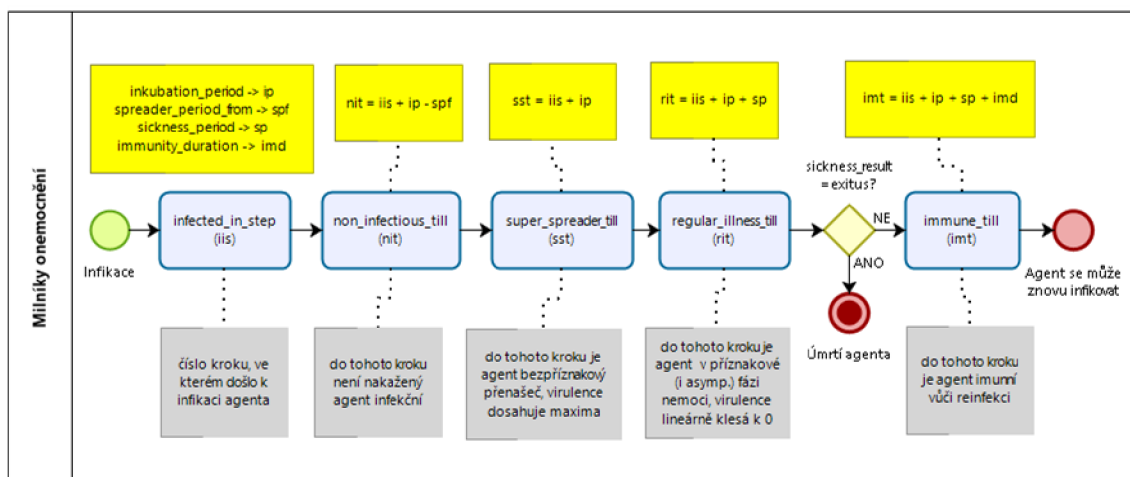 Milníky onemocnění
inkubation_period -> ip
spreader_period_from -> spf
sickness_period -> sp
immunity_duration -> imd
nit = iis + ip - spf
sst = iis + ip
rit = iis + ip + sp
imt = iis + ip + sp + imd
Infikace
infected_in_step
(iis)
non_infectious_till
(nit)
super_spreader_till
(sst)
regular_illness_till
(rit)
sickness_result
= exitus?
NE
ANO
immune_till
(imt)
Agent se může
znovu infikovat
Úmrtí agenta
číslo kroku, ve
kterém došlo k
infikaci agenta
do tohoto kroku
není nakažený
agent infekční
do tohoto kroku je
agent bezpříznakový
přenašeč, virulence
dosahuje maxima
do tohoto kroku je
agent v příznakové
(i asymp.) fázi
nemoci, virulence
lineárně klesá k 0
do tohoto kroku
je agent imunní
vůči reinfekci